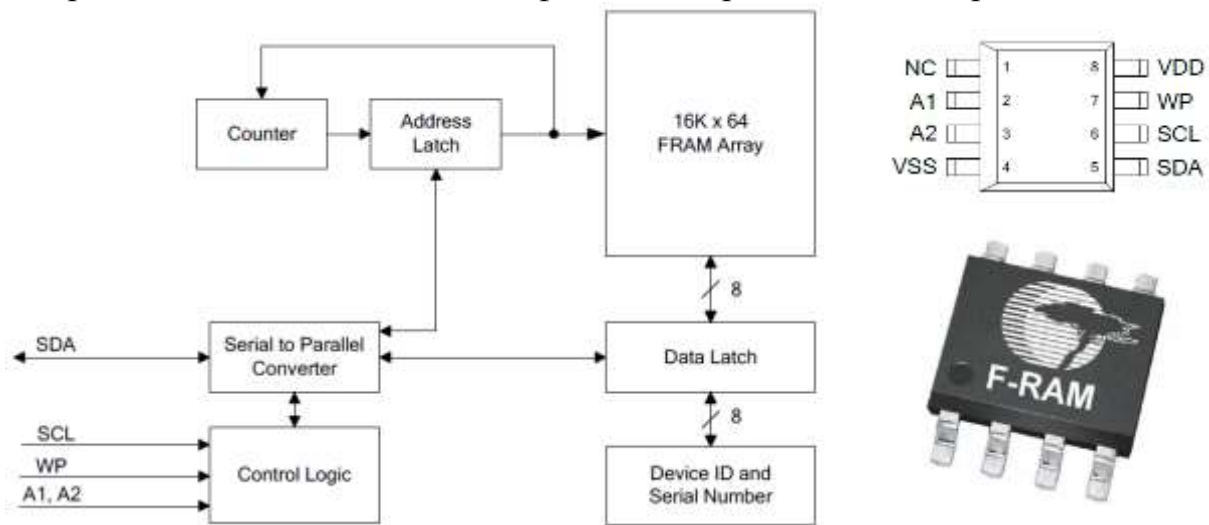 Counter
Address
Latch
16K x 64
FRAM Array
8
SDA
Serial to Parallel
Converter
Data Latch
8
SCL
WP
A1, A2
Control Logic
Device ID and
Serial Number
NC 1 8 VDD
A1 2 7 WP
A2 3 6 SCL
VSS 4 5 SDA
F-RAM